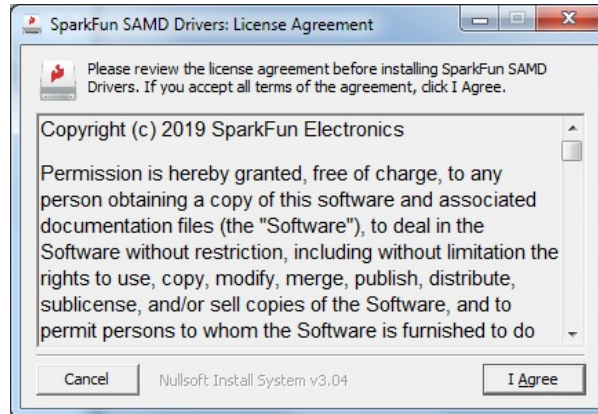 SparkFun SAMD Drivers: License Agreement
Please review the license agreement before installing SparkFun SAMD
Drivers. If you accept all terms of the agreement, click I Agree.
Copyright (c) 2019 SparkFun Electronics
Permission is hereby granted, free of charge, to any
person obtaining a copy of this software and associated
documentation files (the "Software"), to deal in the
Software without restriction, including without limitation the
rights to use, copy, modify, merge, publish, distribute,
sublicense, and/or sell copies of the Software, and to
permit persons to whom the Software is furnished to do
Cancel
Nullsoft Install System v3.04
I Agree